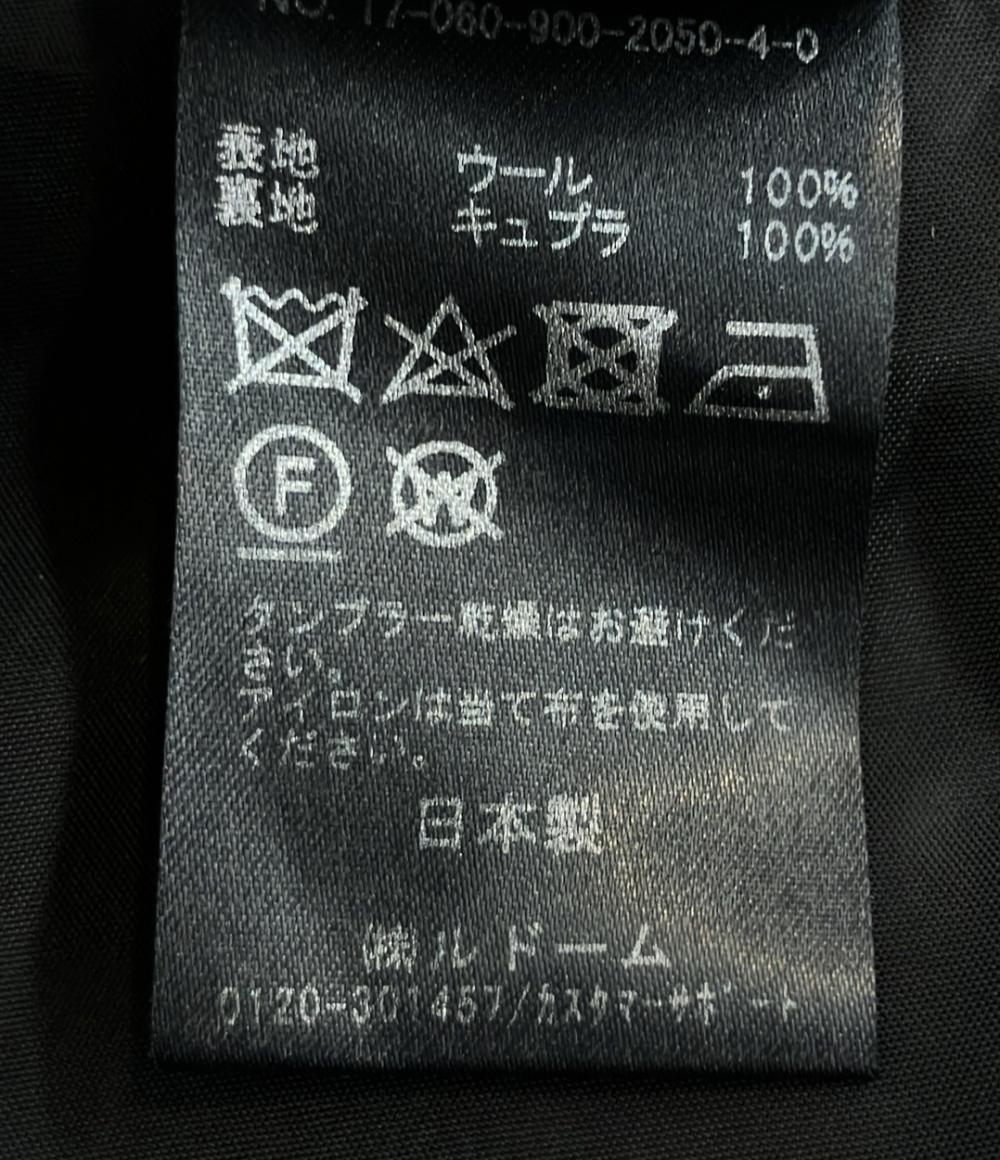 NO. 17-060-900-2050-4-0
表地 ウール 100%
裏地 キュプラ 100%
F
W
タンブラー乾燥はお避けくだ
さい。
アイロンは当て布を使用して
ください。
日本製
㈱ルドーム
0120-301457/ｶｽﾀﾏｰｻﾎﾟｰﾄ